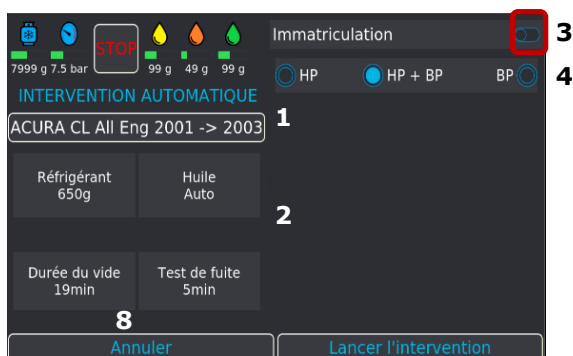 STOP
7999 g 7.5 bar 99 g 49 g 99 g
INTERVENTION AUTOMATIQUE
ACURA CL All Eng 2001 -> 2003
Réfrigérant
650g
Huile
Auto
Durée du vide
19min
Test de fuite
5min
8
Annuler
Immatriculation
3
HP HP + BP BP
4
1
2
Lancer l'intervention